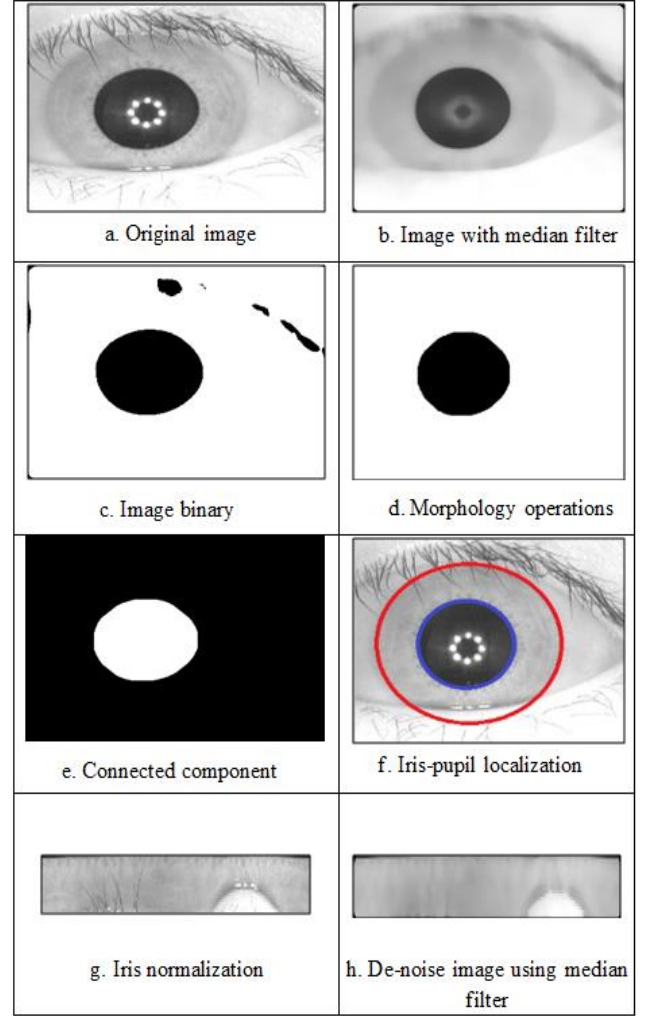 a. Original image
b. Image with median filter
c. Image binary
d. Morphology operations
e. Connected component
f. Iris-pupil localization
g. Iris normalization
h. De-noise image using median
filter